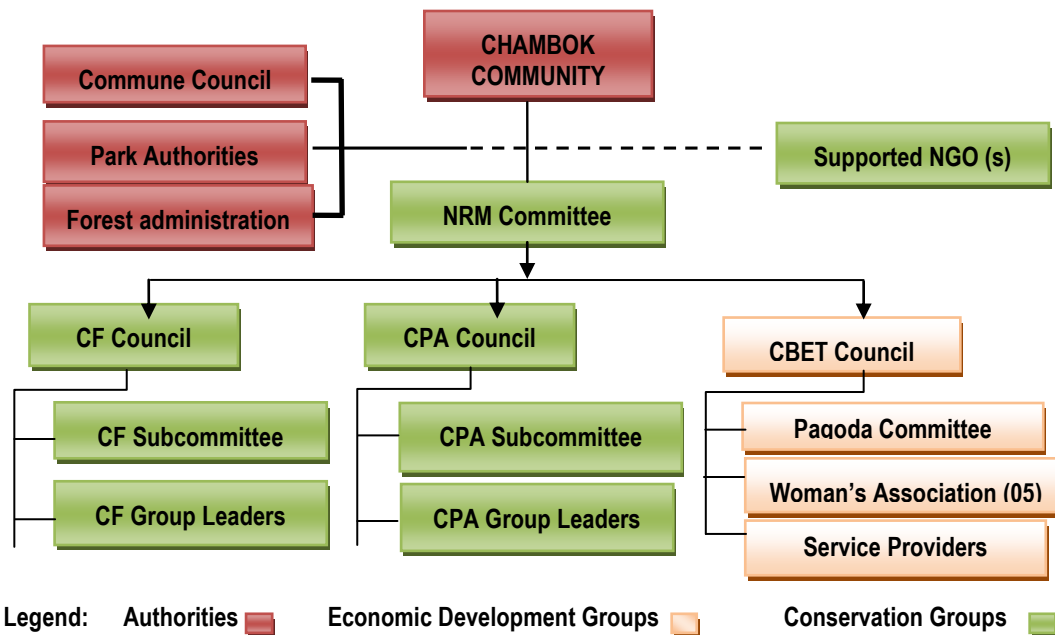 CHAMBOK
COMMUNITY
Commune Council
Park Authorities
Forest administration
Supported NGO (s)
NRM Committee
CF Council
CPA Council
CBET Council
CF Subcommittee
CPA Subcommittee
Pagoda Committee
Woman's Association (05)
CF Group Leaders
CPA Group Leaders
Service Providers
Legend: Authorities Economic Development Groups Conservation Groups